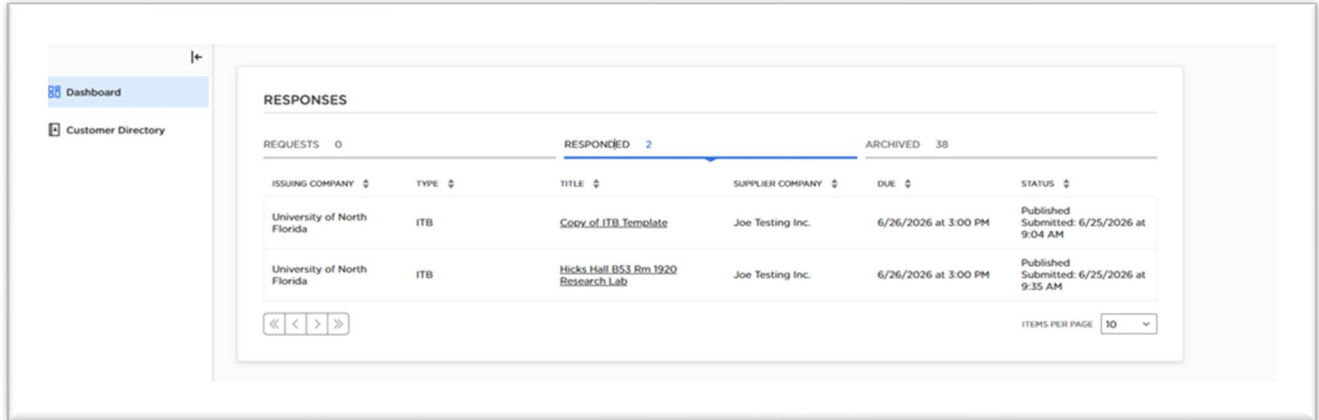 Dashboard
Customer Directory
RESPONSES
REQUESTS 0
RESPONDED 2
ARCHIVED 38
ISSUING COMPANY TYPE TITLE SUPPLIER COMPANY DUE STATUS
University of North
Florida
ITB
Copy of ITB Template
Joe Testing Inc.
6/26/2026 at 3:00 PM
Published
Submitted: 6/25/2026 at
9:04 AM
University of North
Florida
ITB
Hicks Hall B53 Rm 1920
Research Lab
Joe Testing Inc.
6/26/2026 at 3:00 PM
Published
Submitted: 6/25/2026 at
9:35 AM
ITEMS PER PAGE 10